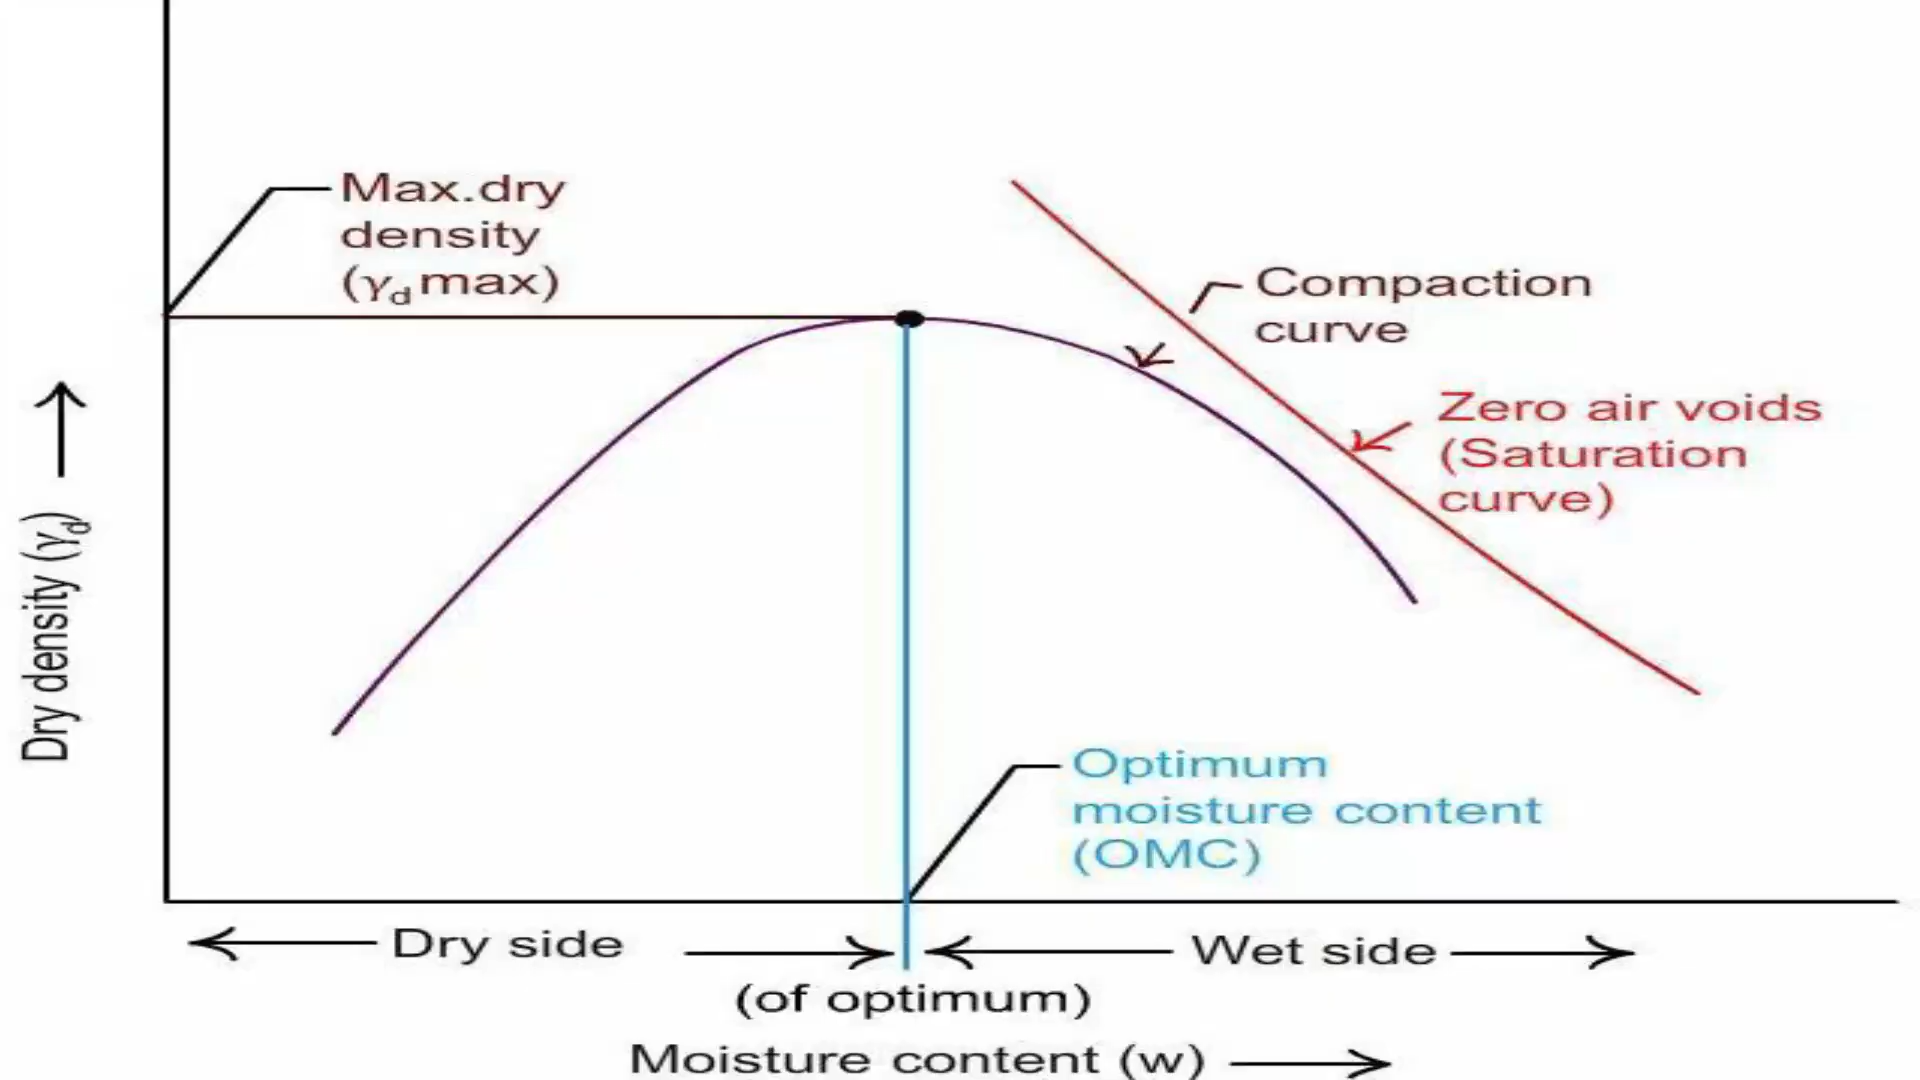 Max.dry
density
(γd max)
Compaction
curve
Zero air voids
(Saturation
curve)
Dry density (γd)
Optimum
moisture content
(OMC)
Dry side
Wet side
(of optimum)
Moisture content (w)